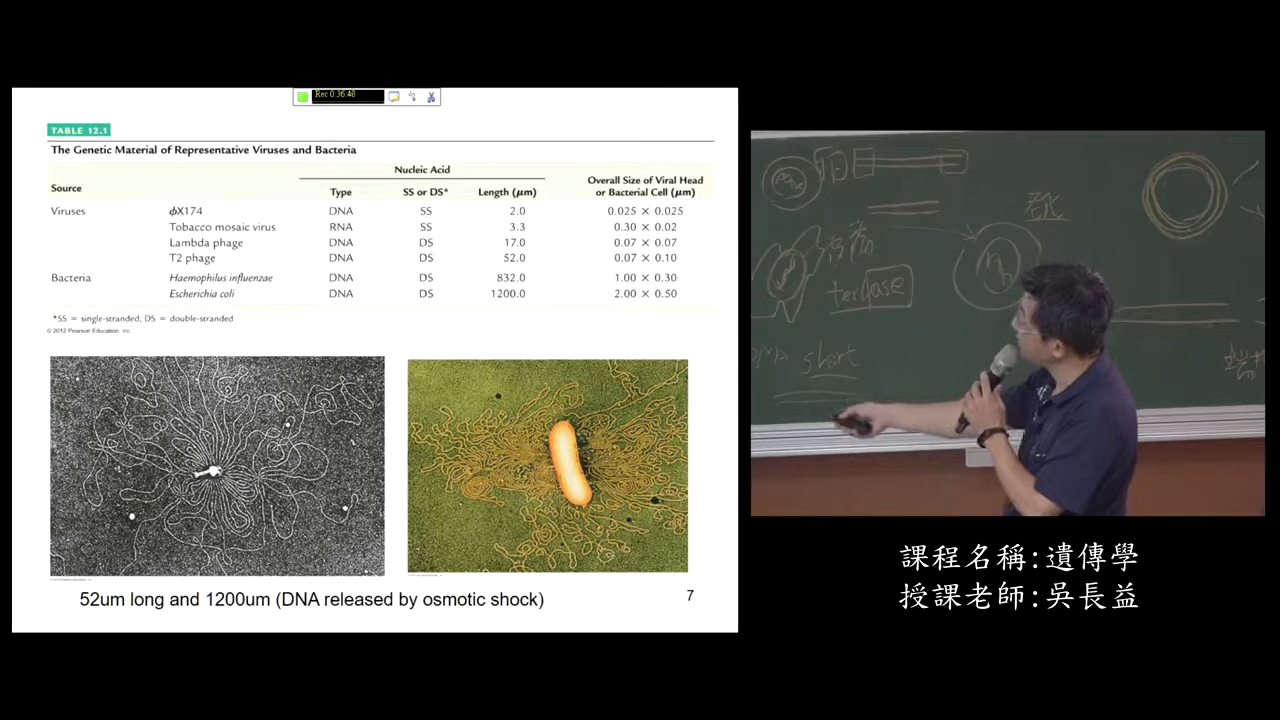 Rec 0:36:48
TABLE 12.1
The Genetic Material of Representative Viruses and Bacteria
Nucleic Acid
Source Type SS or DS* Length (μm) Overall Size of Viral Head or Bacterial Cell (μm)
Viruses ϕX174 DNA SS 2.0 0.025 × 0.025
Tobacco mosaic virus RNA SS 3.3 0.30 × 0.02
Lambda phage DNA DS 17.0 0.07 × 0.07
T2 phage DNA DS 52.0 0.07 × 0.10
Bacteria Haemophilus influenzae DNA DS 832.0 1.00 × 0.30
Escherichia coli DNA DS 1200.0 2.00 × 0.50
*SS = single-stranded; DS = double-stranded
© 2012 Pearson Education, Inc.
52um long and 1200um (DNA released by osmotic shock)
7
老化
治癌
short
課程名稱:遺傳學
授課老師:吳長益